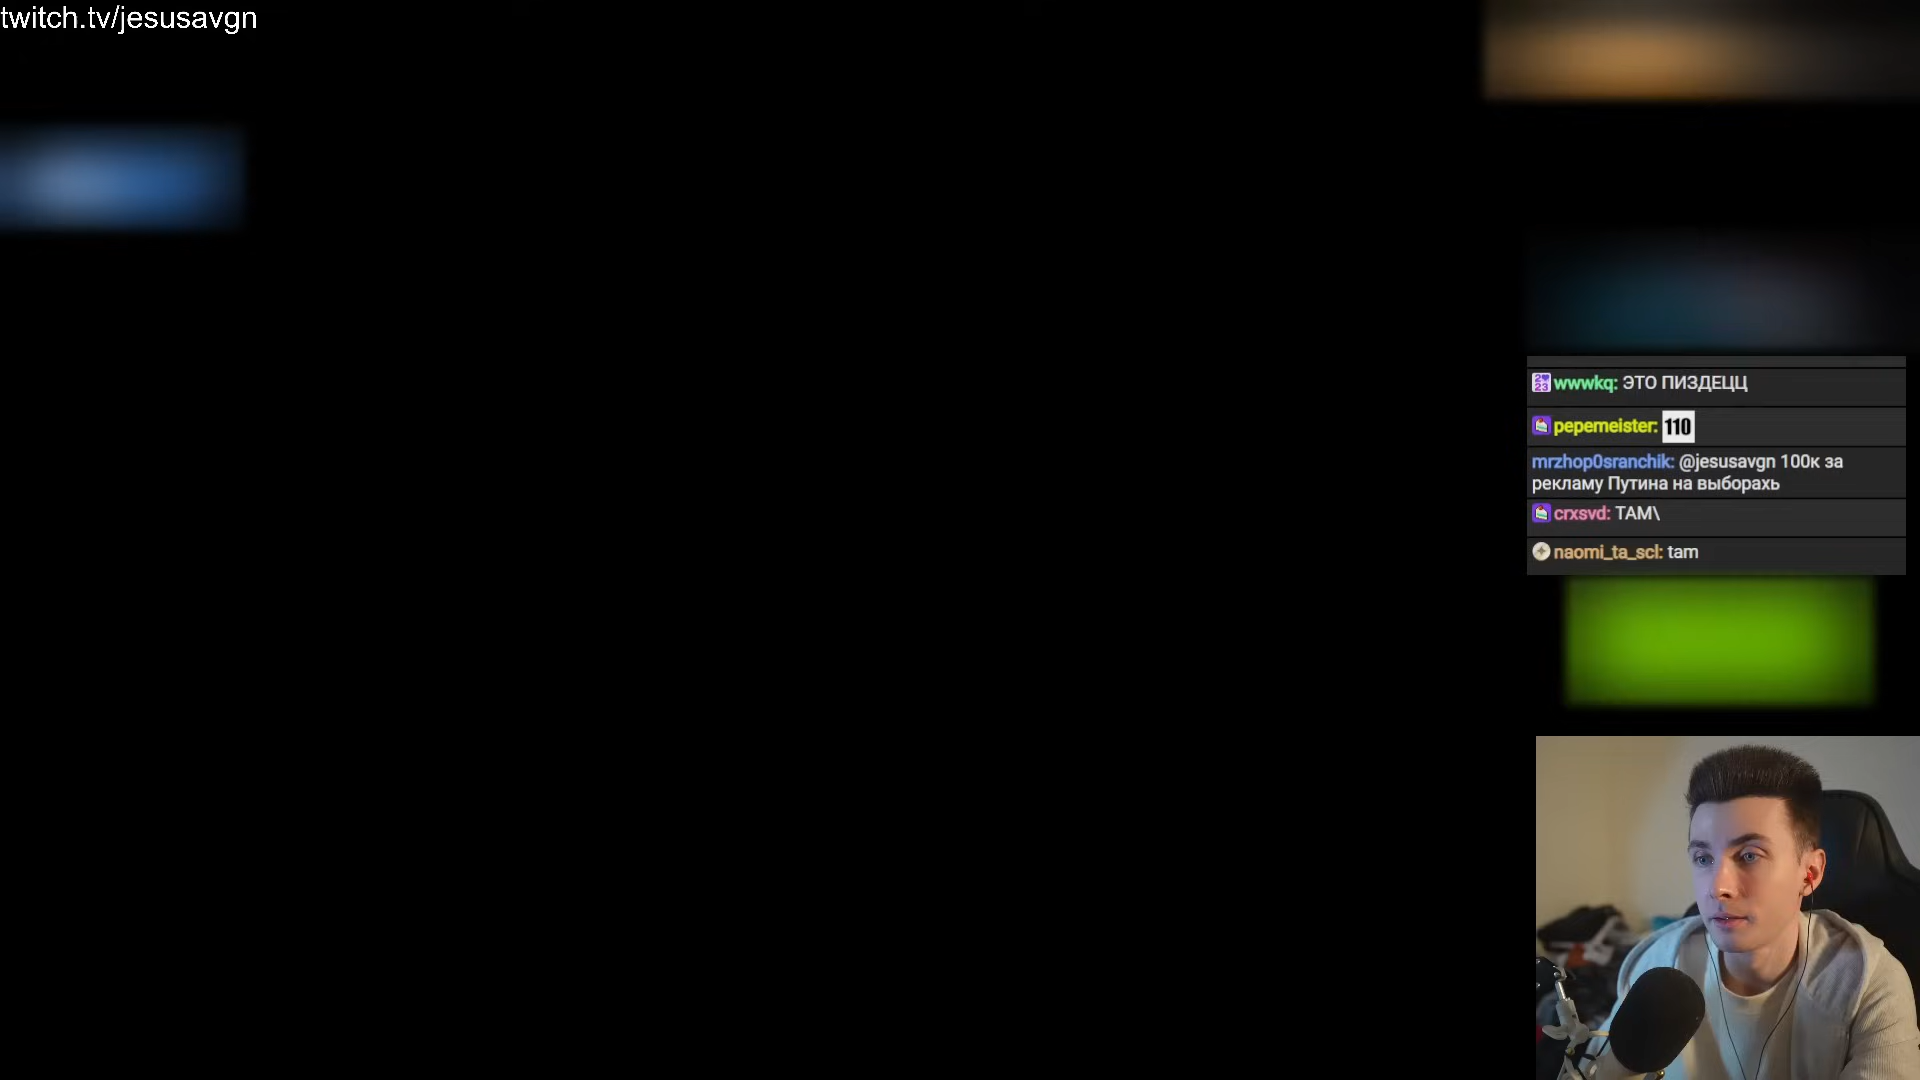 twitch.tv/jesusavgn
wwwkq: ЭТО ПИЗДЕЦЦ
pepemeister: 110
mrzhop0sranchik: @jesusavgn 100к за
рекламу Путина на выборахь
crxsvd: ТАМ\
naomi_ta_scl: tam